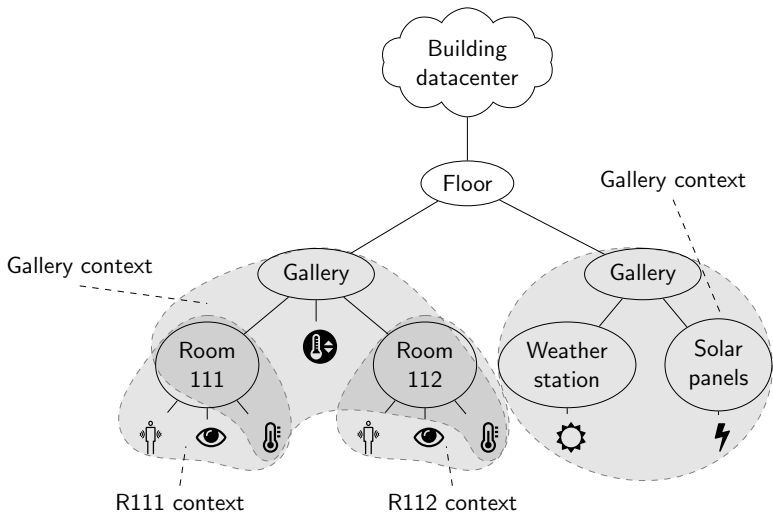 Building
datacenter
Floor
Gallery context
Gallery context
Gallery
Gallery
Room
111
Room
112
Weather
station
Solar
panels
R111 context
R112 context